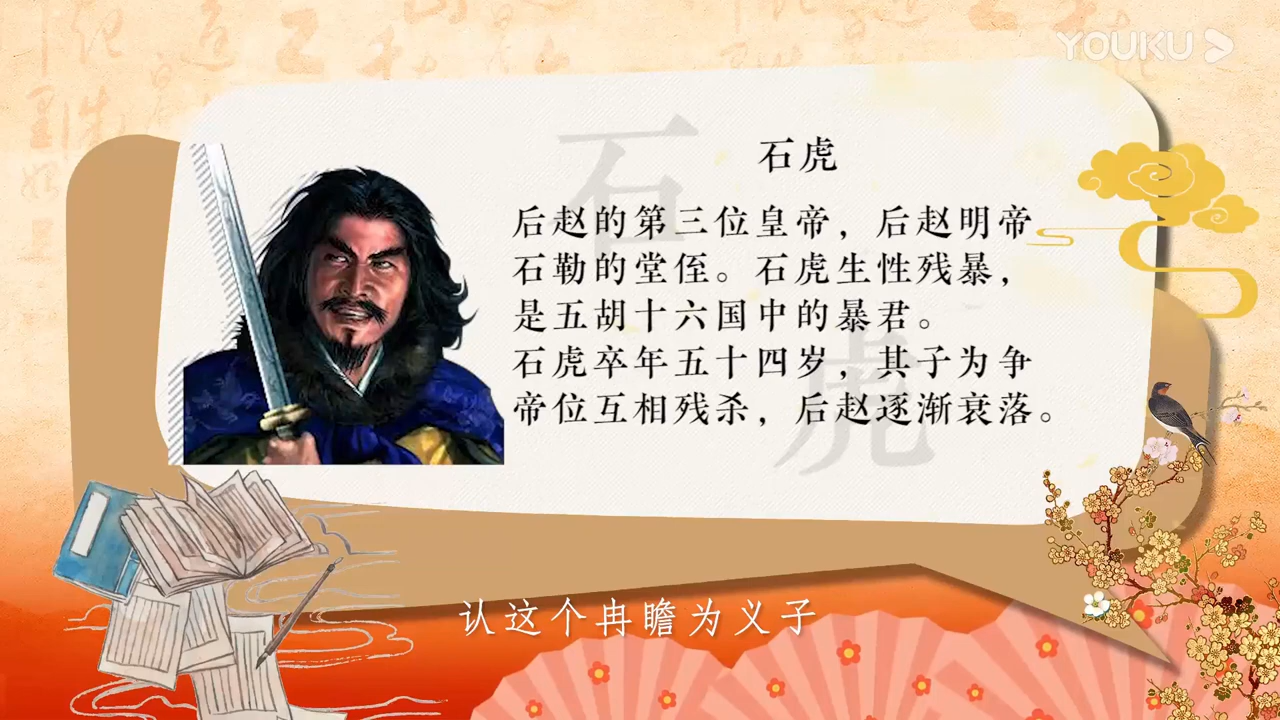 YOUKU
石虎
后赵的第三位皇帝，后赵明帝
石勒的堂侄。石虎生性残暴，
是五胡十六国中的暴君。
石虎卒年五十四岁，其子为争
帝位互相残杀，后赵逐渐衰落。
石虎
认这个冉瞻为义子